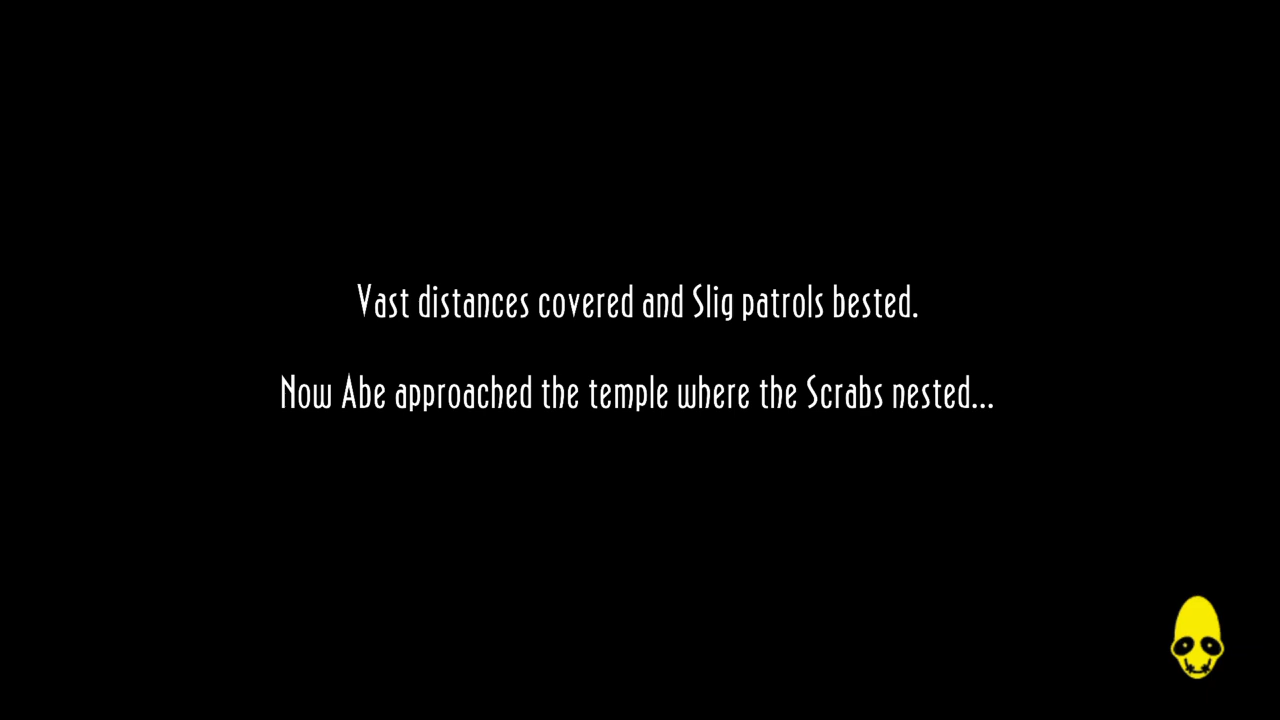 Vast distances covered and Slig patrols bested.
Now Abe approached the temple where the Scrabs nested...